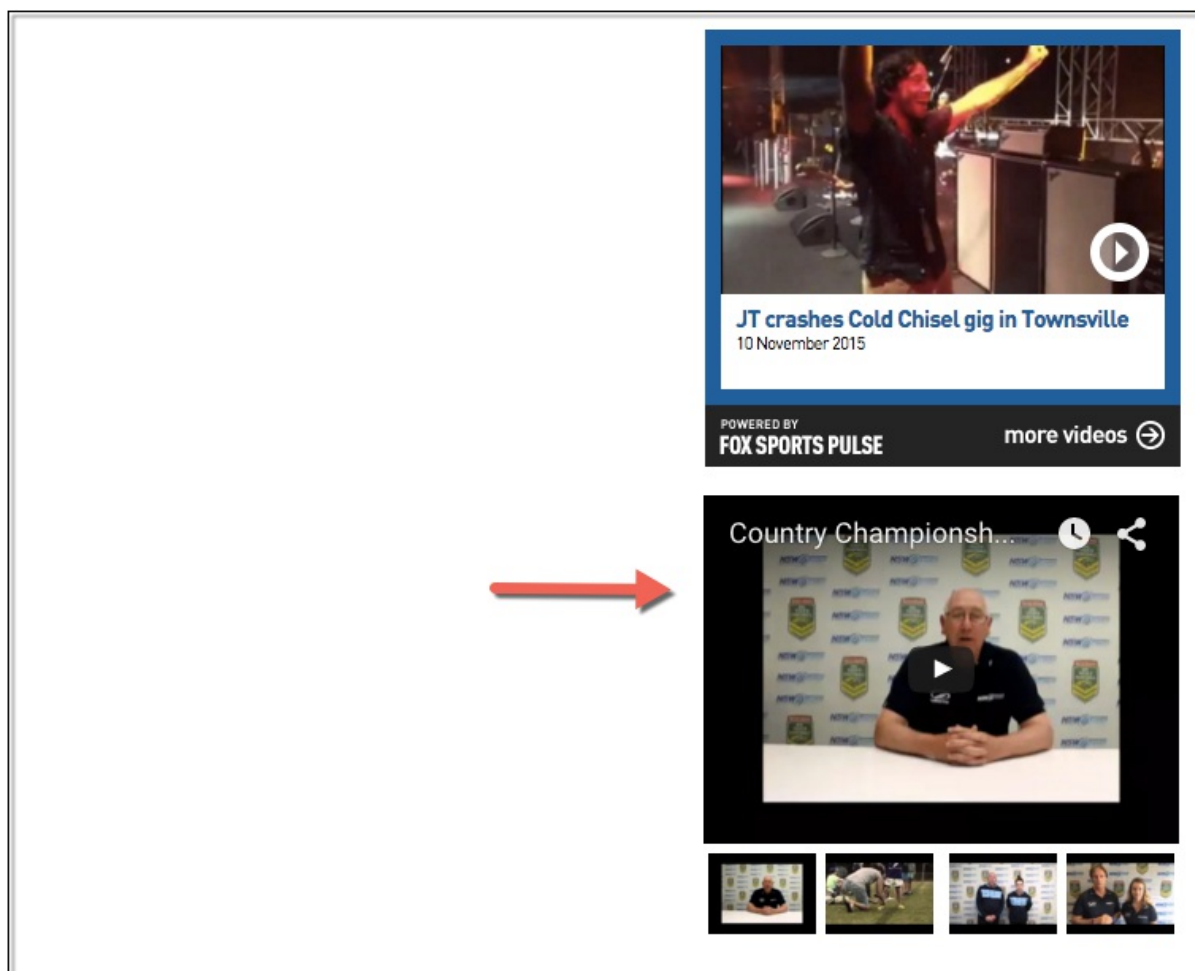 JT crashes Cold Chisel gig in Townsville
10 November 2015
POWERED BY
FOX SPORTS PULSE
more videos
Country Championsh...